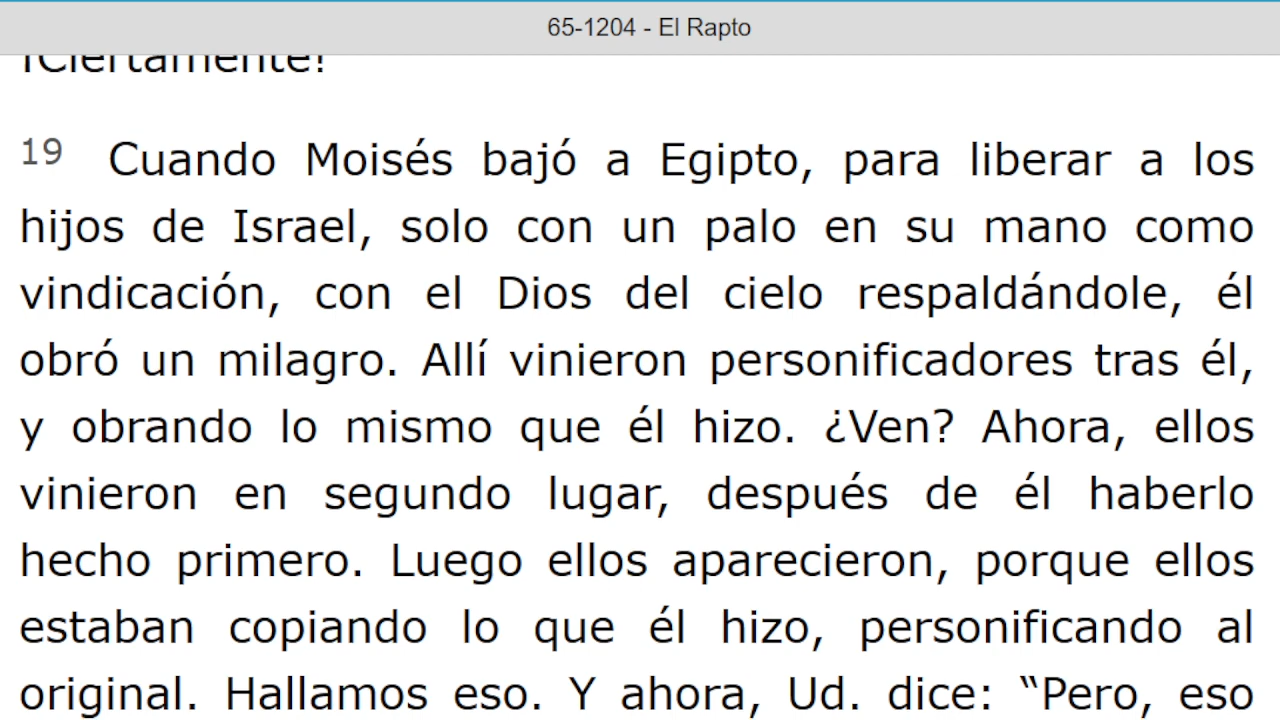 65-1204 - El Rapto
¡Ciertamente!
19 Cuando Moisés bajó a Egipto, para liberar a los
hijos de Israel, solo con un palo en su mano como
vindicación, con el Dios del cielo respaldándole, él
obró un milagro. Allí vinieron personificadores tras él,
y obrando lo mismo que él hizo. ¿Ven? Ahora, ellos
vinieron en segundo lugar, después de él haberlo
hecho primero. Luego ellos aparecieron, porque ellos
estaban copiando lo que él hizo, personificando al
original. Hallamos eso. Y ahora, Ud. dice: “Pero, eso